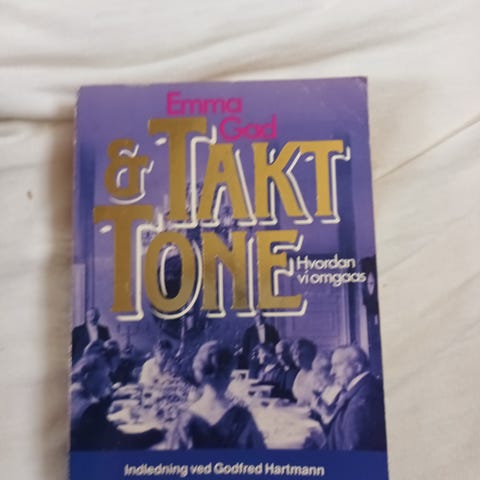 Emma
Gad
& TAKT
TONE
Hvordan
vi omgaas
Indledning ved Godfred Hartmann